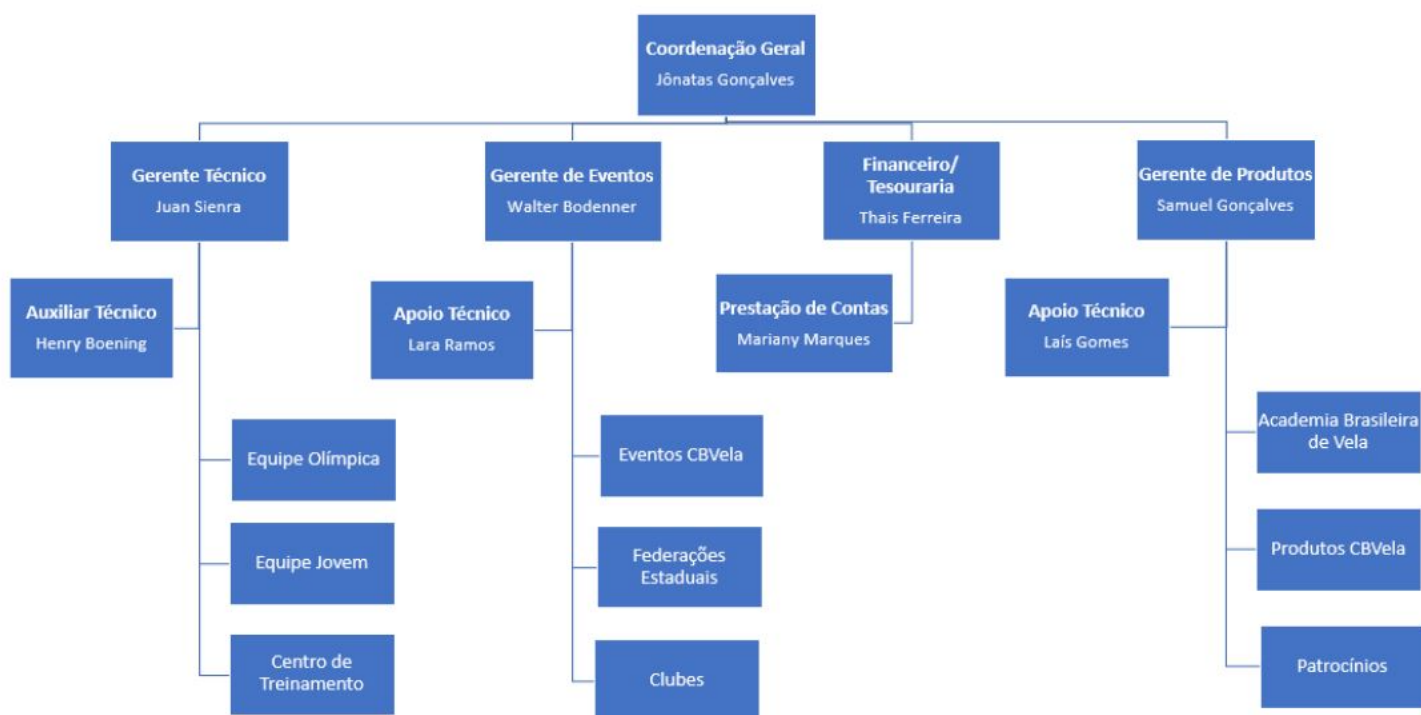 Coordenação Geral
Jônatas Gonçalves
Gerente Técnico
Juan Sienra
Gerente de Eventos
Walter Bodenner
Financeiro/
Tesouraria
Thais Ferreira
Gerente de Produtos
Samuel Gonçalves
Auxiliar Técnico
Henry Boening
Apoio Técnico
Lara Ramos
Prestação de Contas
Mariany Marques
Apoio Técnico
Laís Gomes
Equipe Olímpica
Eventos CBVela
Academia Brasileira
de Vela
Equipe Jovem
Federações
Estaduais
Produtos CBVela
Centro de
Treinamento
Clubes
Patrocínios